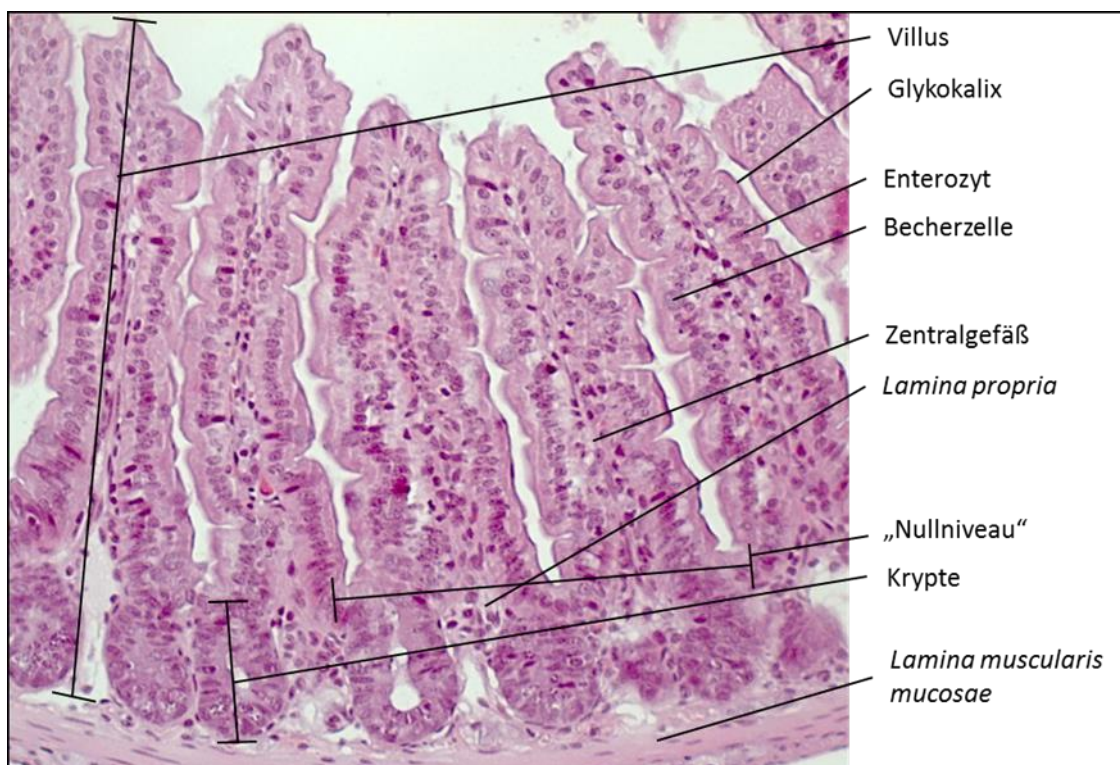 Villus
Glykokalix
Enterozyt
Becherzelle
Zentralgefäß
Lamina propria
„Nullniveau“
Krypte
Lamina muscularis
mucosae